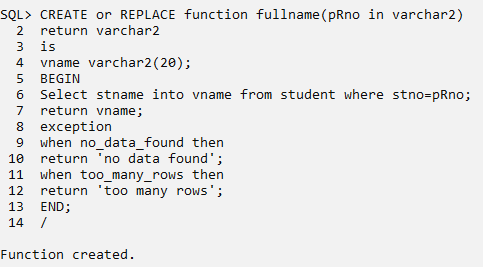 SQL> CREATE or REPLACE function fullname(pRno in varchar2)
2 return varchar2
3 is
4 vname varchar2(20);
5 BEGIN
6 Select stname into vname from student where stno=pRno;
7 return vname;
8 exception
9 when no_data_found then
10 return 'no data found';
11 when too_many_rows then
12 return 'too many rows';
13 END;
14 /
Function created.